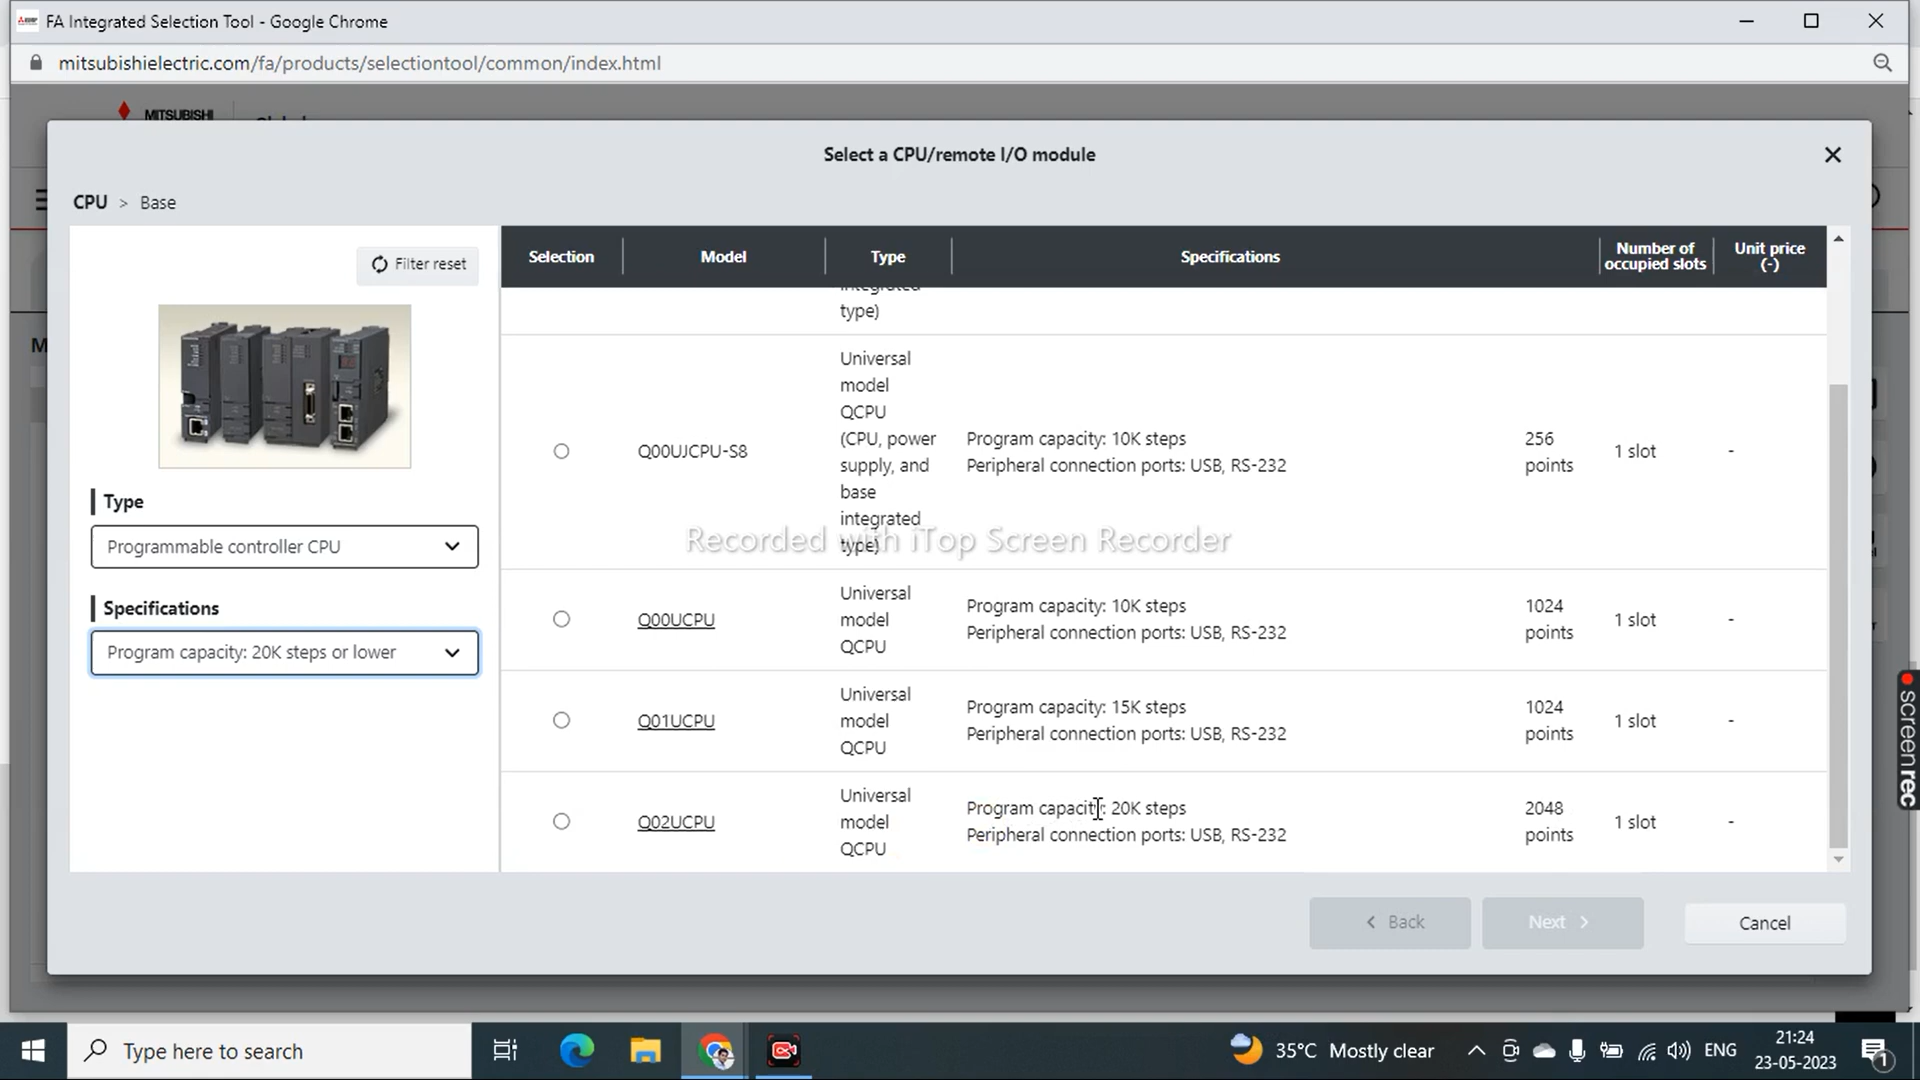 FA Integrated Selection Tool - Google Chrome
mitsubishielectric.com/fa/products/selectiontool/common/index.html
MITSUBISHI
Select a CPU/remote I/O module
CPU > Base
Filter reset
Type
Programmable controller CPU
Specifications
Program capacity: 20K steps or lower
Selection Model Type Specifications Number of occupied slots Unit price (-)
integrated
type)
Universal
model
QCPU
(CPU, power
supply, and
base
integrated
type)
Q00UJCPU-S8
Program capacity: 10K steps
Peripheral connection ports: USB, RS-232
256
points
1 slot
-
Q00UCPU
Universal
model
QCPU
Program capacity: 10K steps
Peripheral connection ports: USB, RS-232
1024
points
1 slot
-
Q01UCPU
Universal
model
QCPU
Program capacity: 15K steps
Peripheral connection ports: USB, RS-232
1024
points
1 slot
-
Q02UCPU
Universal
model
QCPU
Program capacity: 20K steps
Peripheral connection ports: USB, RS-232
2048
points
1 slot
-
Recorded with iTop Screen Recorder
Back
Next
Cancel
screenrec
Type here to search
35°C Mostly clear
ENG
21:24
23-05-2023
1